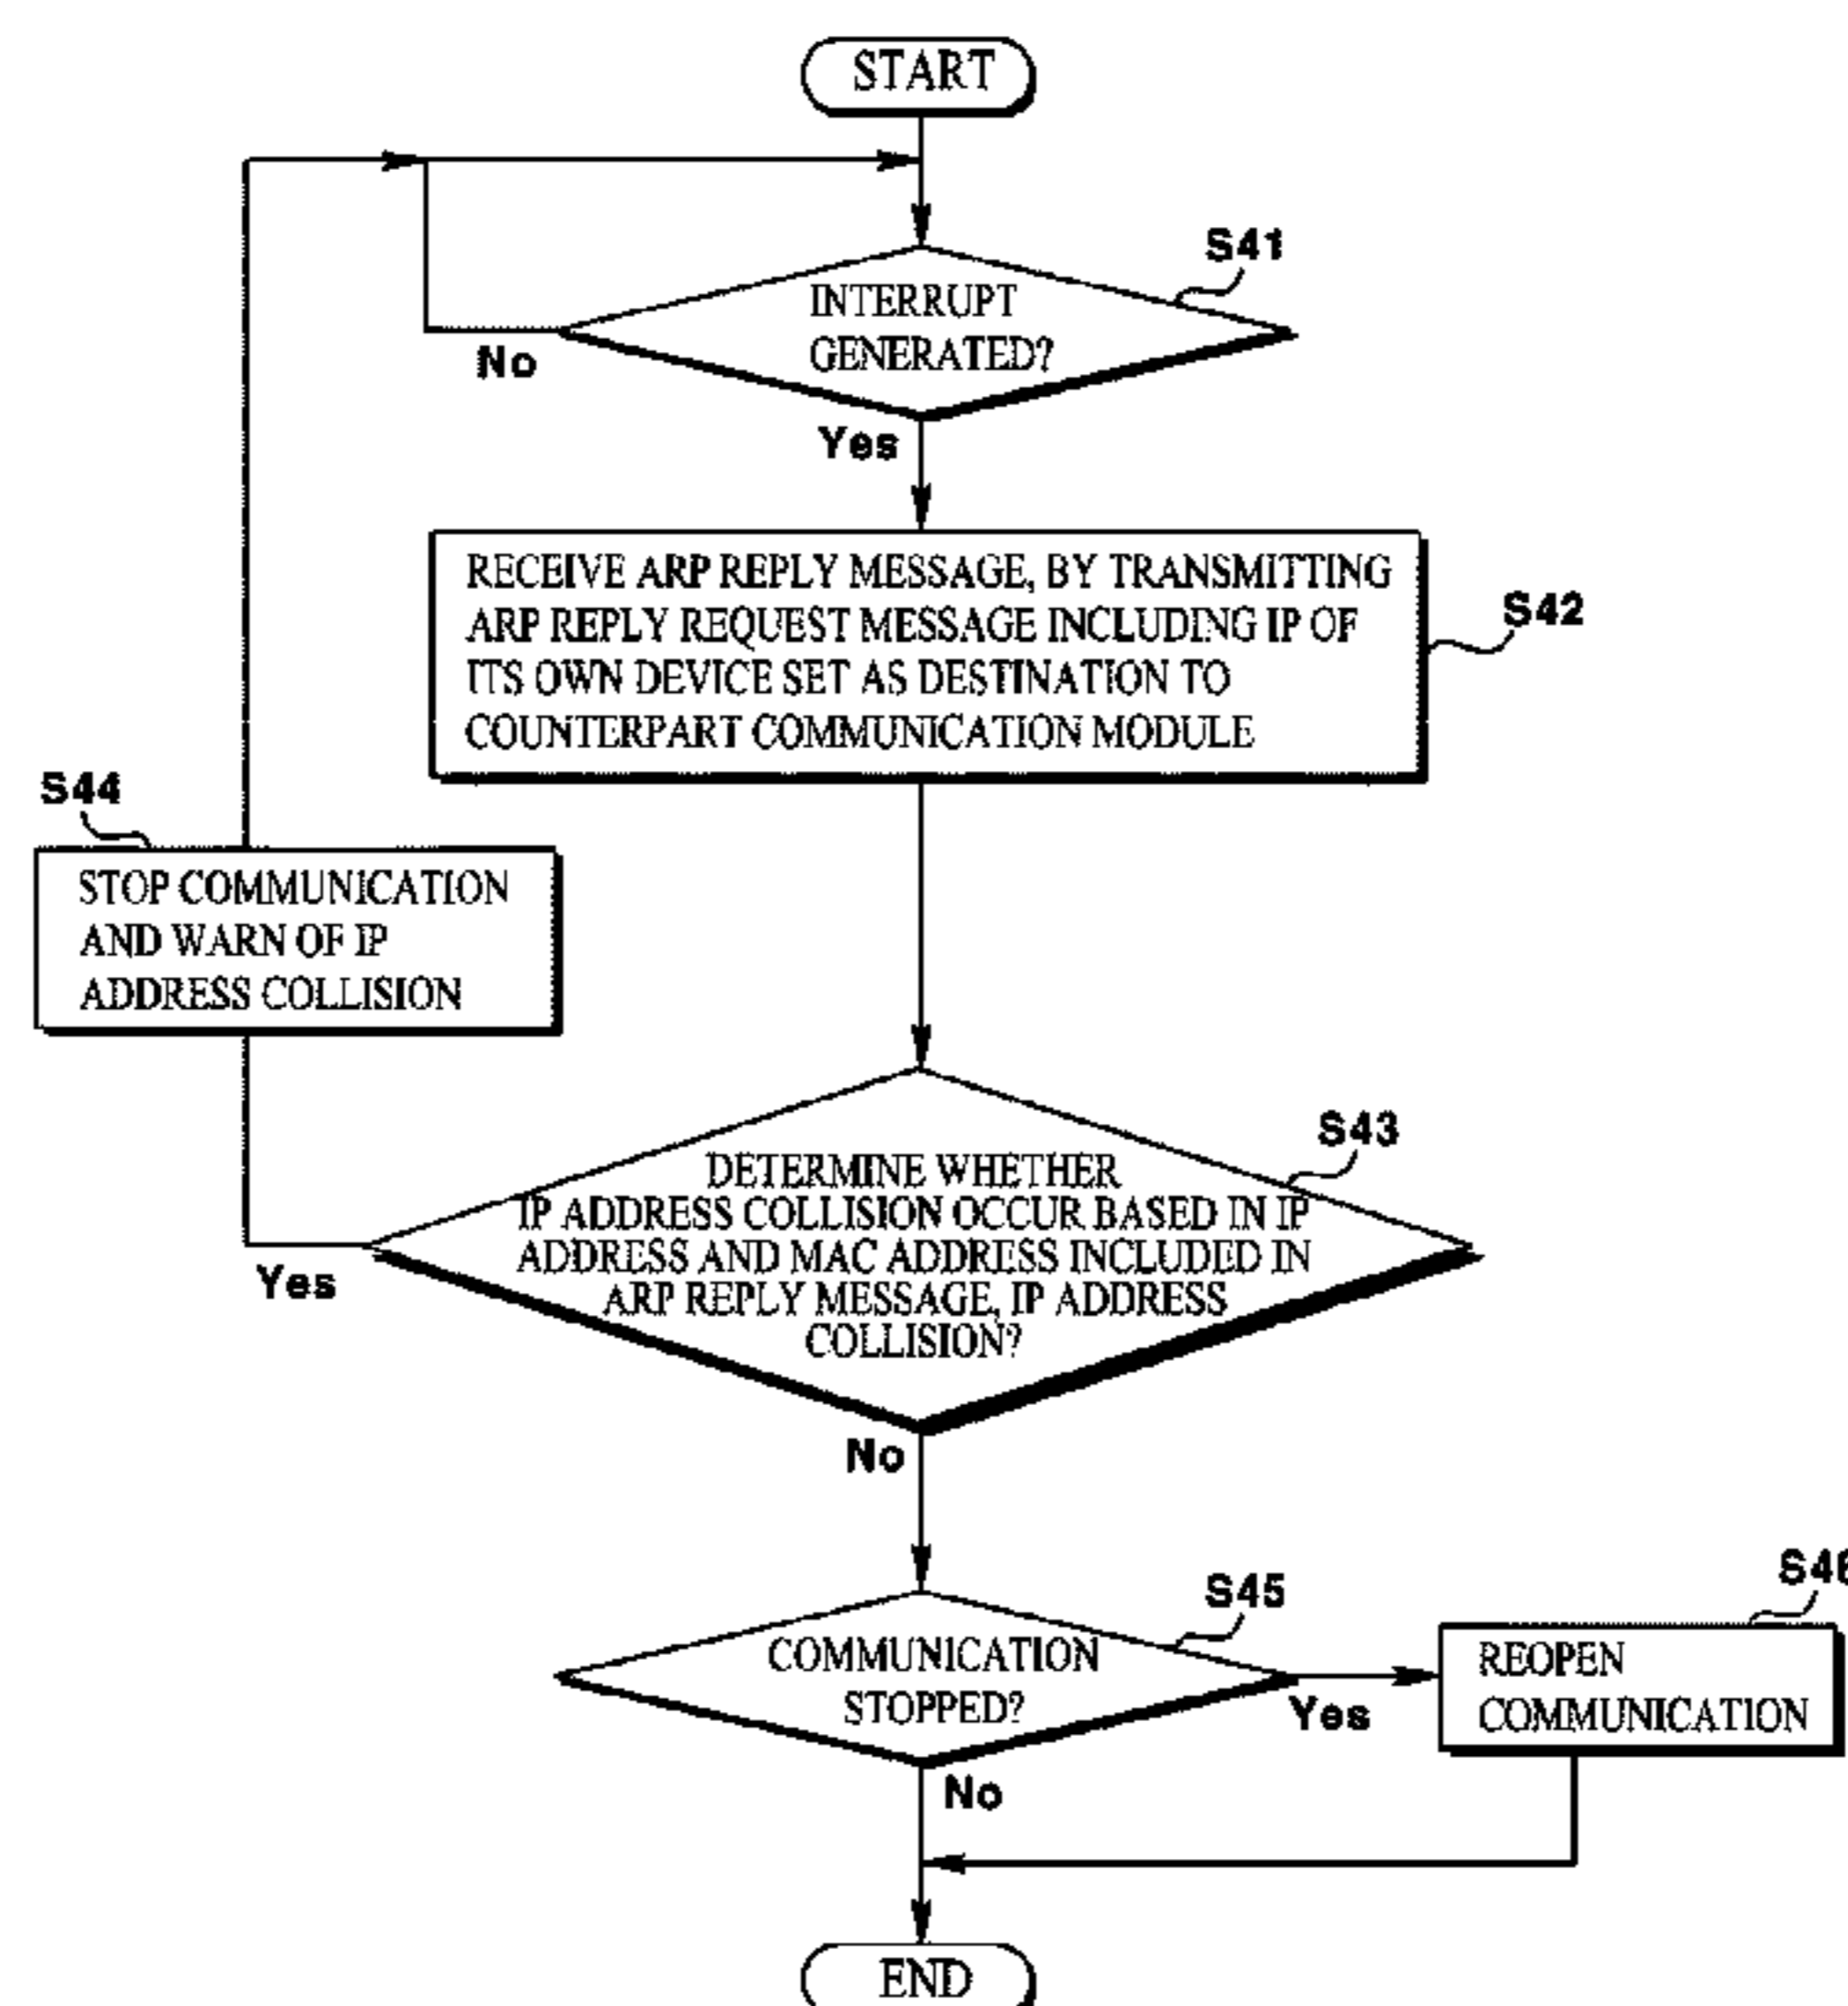 START
S41
INTERRUPT
GENERATED?
No
Yes
RECEIVE ARP REPLY MESSAGE, BY TRANSMITTING
ARP REPLY REQUEST MESSAGE INCLUDING IP OF
ITS OWN DEVICE SET AS DESTINATION TO
COUNTERPART COMMUNICATION MODULE
S42
S44
STOP COMMUNICATION
AND WARN OF IP
ADDRESS COLLISION
S43
DETERMINE WHETHER
IP ADDRESS COLLISION OCCUR BASED IN IP
ADDRESS AND MAC ADDRESS INCLUDED IN
ARP REPLY MESSAGE, IP ADDRESS
COLLISION?
Yes
No
S45
COMMUNICATION
STOPPED?
Yes
No
S46
REOPEN
COMMUNICATION
END